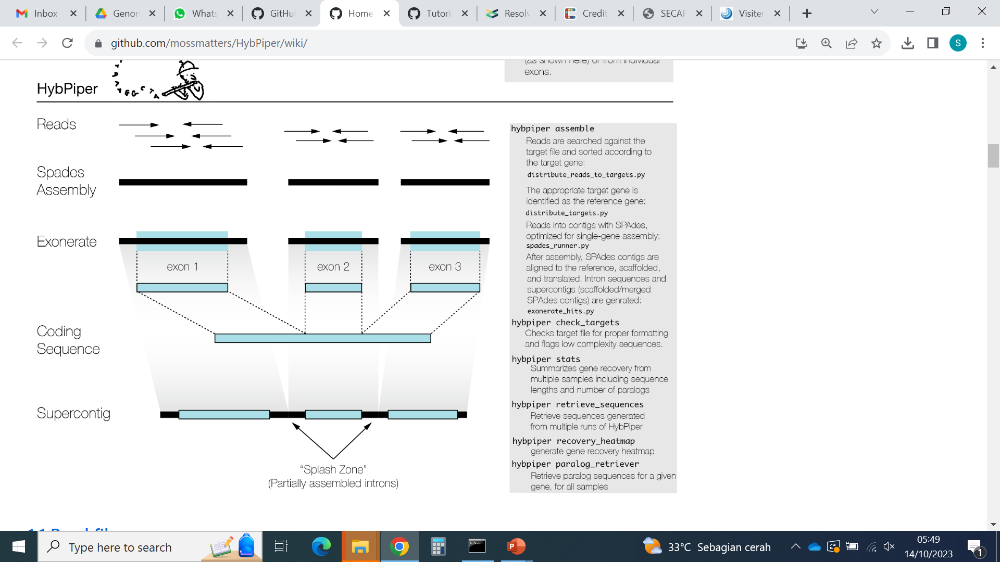 Inbox
Genon
Whats
GitHu
Home
Tutori
Resolv
Credit
SECAF
Visiter
github.com/mossmatters/HybPiper/wiki/
S
(as shown here) or from individual
exons.
HybPiper
Reads
Spades
Assembly
Exonerate
exon 1
exon 2
exon 3
Coding
Sequence
Supercontig
“Splash Zone”
(Partially assembled introns)
hybpiper assemble
Reads are searched against the
target file and sorted according to
the target gene:
distribute_reads_to_targets.py
The appropriate target gene is
identified as the reference gene:
distribute_targets.py
Reads into contigs with SPAdes,
optimized for single-gene assembly:
spades_runner.py
After assembly, SPAdes contigs are
aligned to the reference, scaffolded,
and translated. Intron sequences and
supercontigs (scaffolded/merged
SPAdes contigs) are genrated:
exonerate_hits.py
hybpiper check_targets
Checks target file for proper formatting
and flags low complexity sequences.
hybpiper stats
Summarizes gene recovery from
multiple samples including sequence
lengths and number of paralogs
hybpiper retrieve_sequences
Retrieve sequences generated
from multiple runs of HybPiper
hybpiper recovery_heatmap
generate gene recovery heatmap
hybpiper paralog_retriever
Retrieve paralog sequences for a given
gene, for all samples
Type here to search
33°C Sebagian cerah
05:49
14/10/2023
1